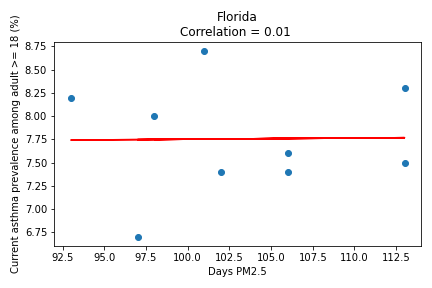 Florida
Correlation = 0.01
Current asthma prevalence among adult >= 18 (%)
8.75
8.50
8.25
8.00
7.75
7.50
7.25
7.00
6.75
92.5 95.0 97.5 100.0 102.5 105.0 107.5 110.0 112.5
Days PM2.5